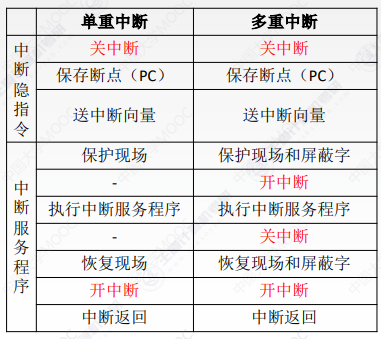 单重中断 多重中断
中断隐指令
关中断 关中断
保存断点（PC） 保存断点（PC）
送中断向量 送中断向量
中断服务程序
保护现场 保护现场和屏蔽字
- 开中断
执行中断服务程序 执行中断服务程序
- 关中断
恢复现场 恢复现场和屏蔽字
开中断 开中断
中断返回 中断返回